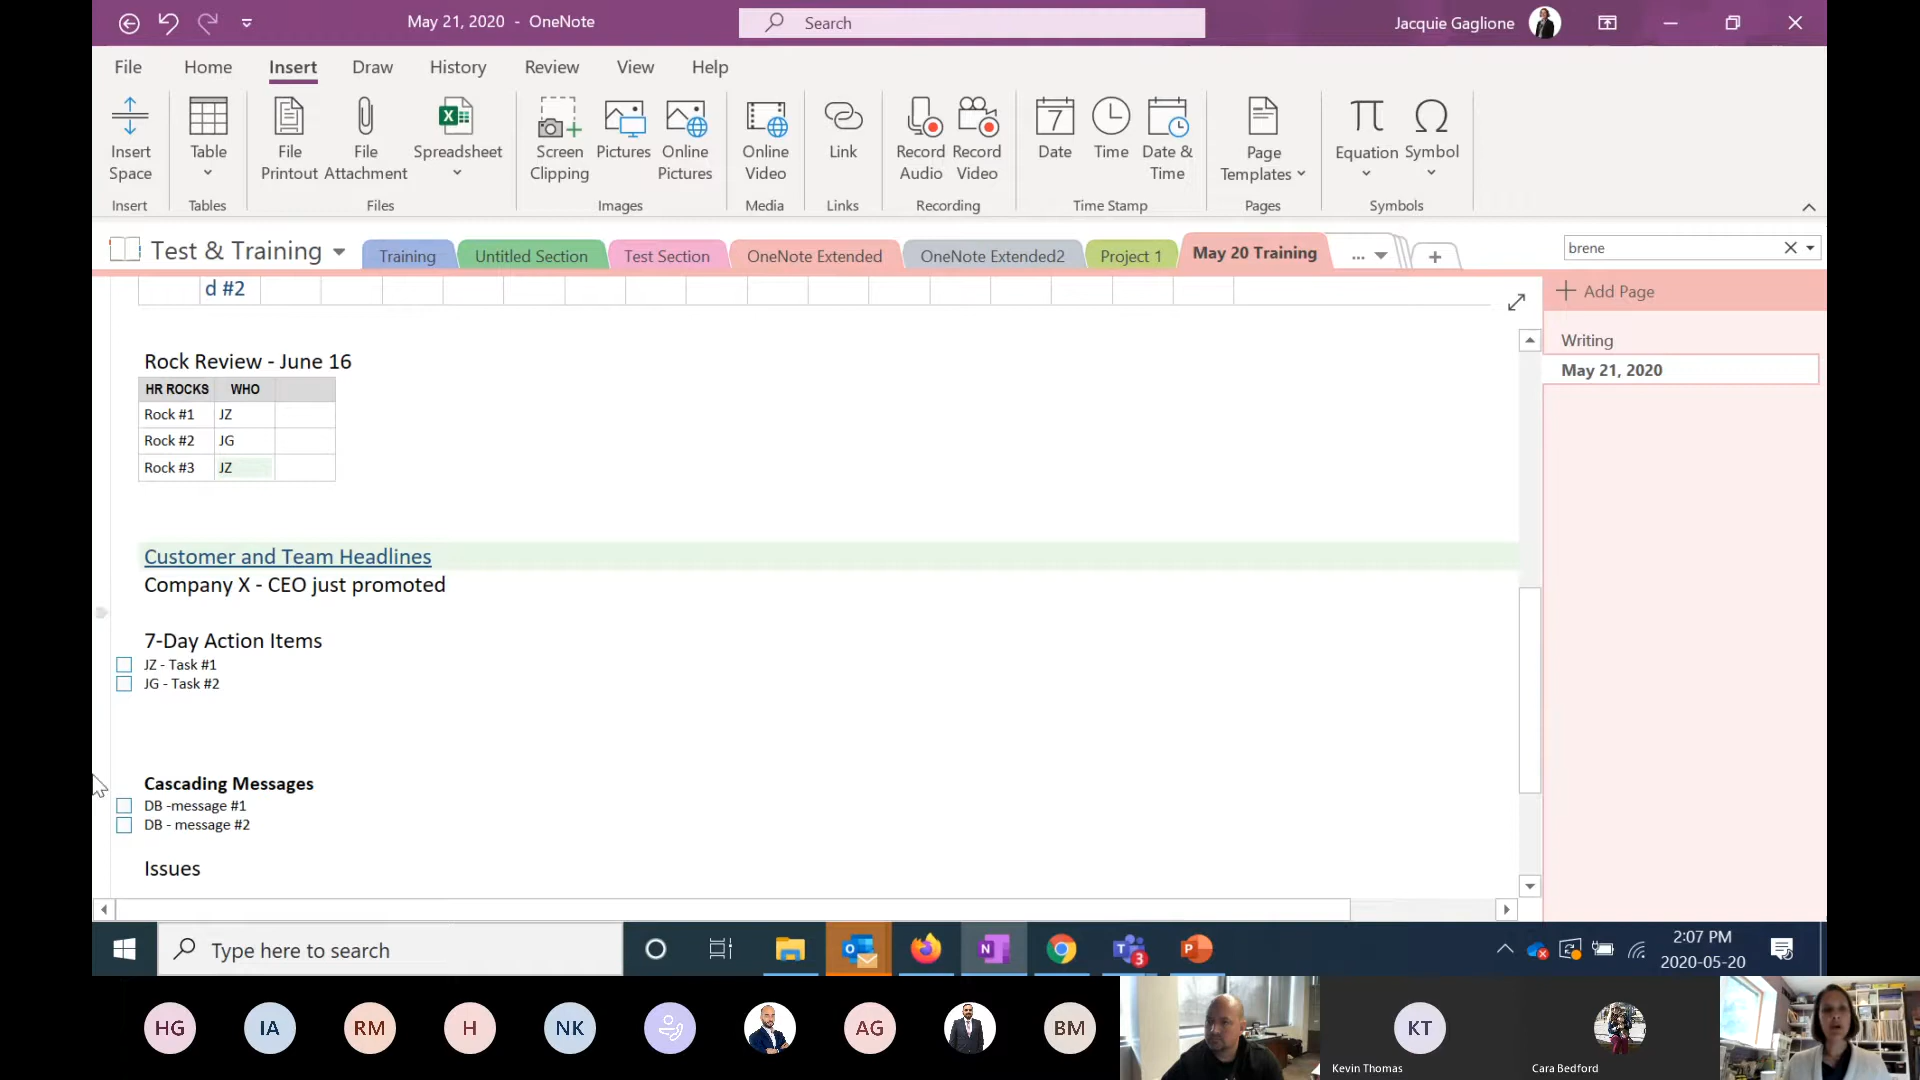 May 21, 2020 - OneNote
Search
Jacquie Gaglione
File Home Insert Draw History Review View Help
Insert Space
Table
File Printout
File Attachment
Spreadsheet
Screen Clipping
Pictures
Online Pictures
Online Video
Link
Record Audio
Record Video
7
Date
Time
Date & Time
Page Templates
π
Equation
Ω
Symbol
Insert Tables Files Images Media Links Recording Time Stamp Pages Symbols
Test & Training
Training
Untitled Section
Test Section
OneNote Extended
OneNote Extended2
Project 1
May 20 Training
...
brene
Add Page
Writing
May 21, 2020
d #2
Rock Review - June 16
HR ROCKS WHO
Rock #1 JZ
Rock #2 JG
Rock #3 JZ
Customer and Team Headlines
Company X - CEO just promoted
7-Day Action Items
JZ - Task #1
JG - Task #2
Cascading Messages
DB -message #1
DB - message #2
Issues
Type here to search
3
2:07 PM
2020-05-20
HG IA RM H NK AG BM KT
Kevin Thomas
Cara Bedford